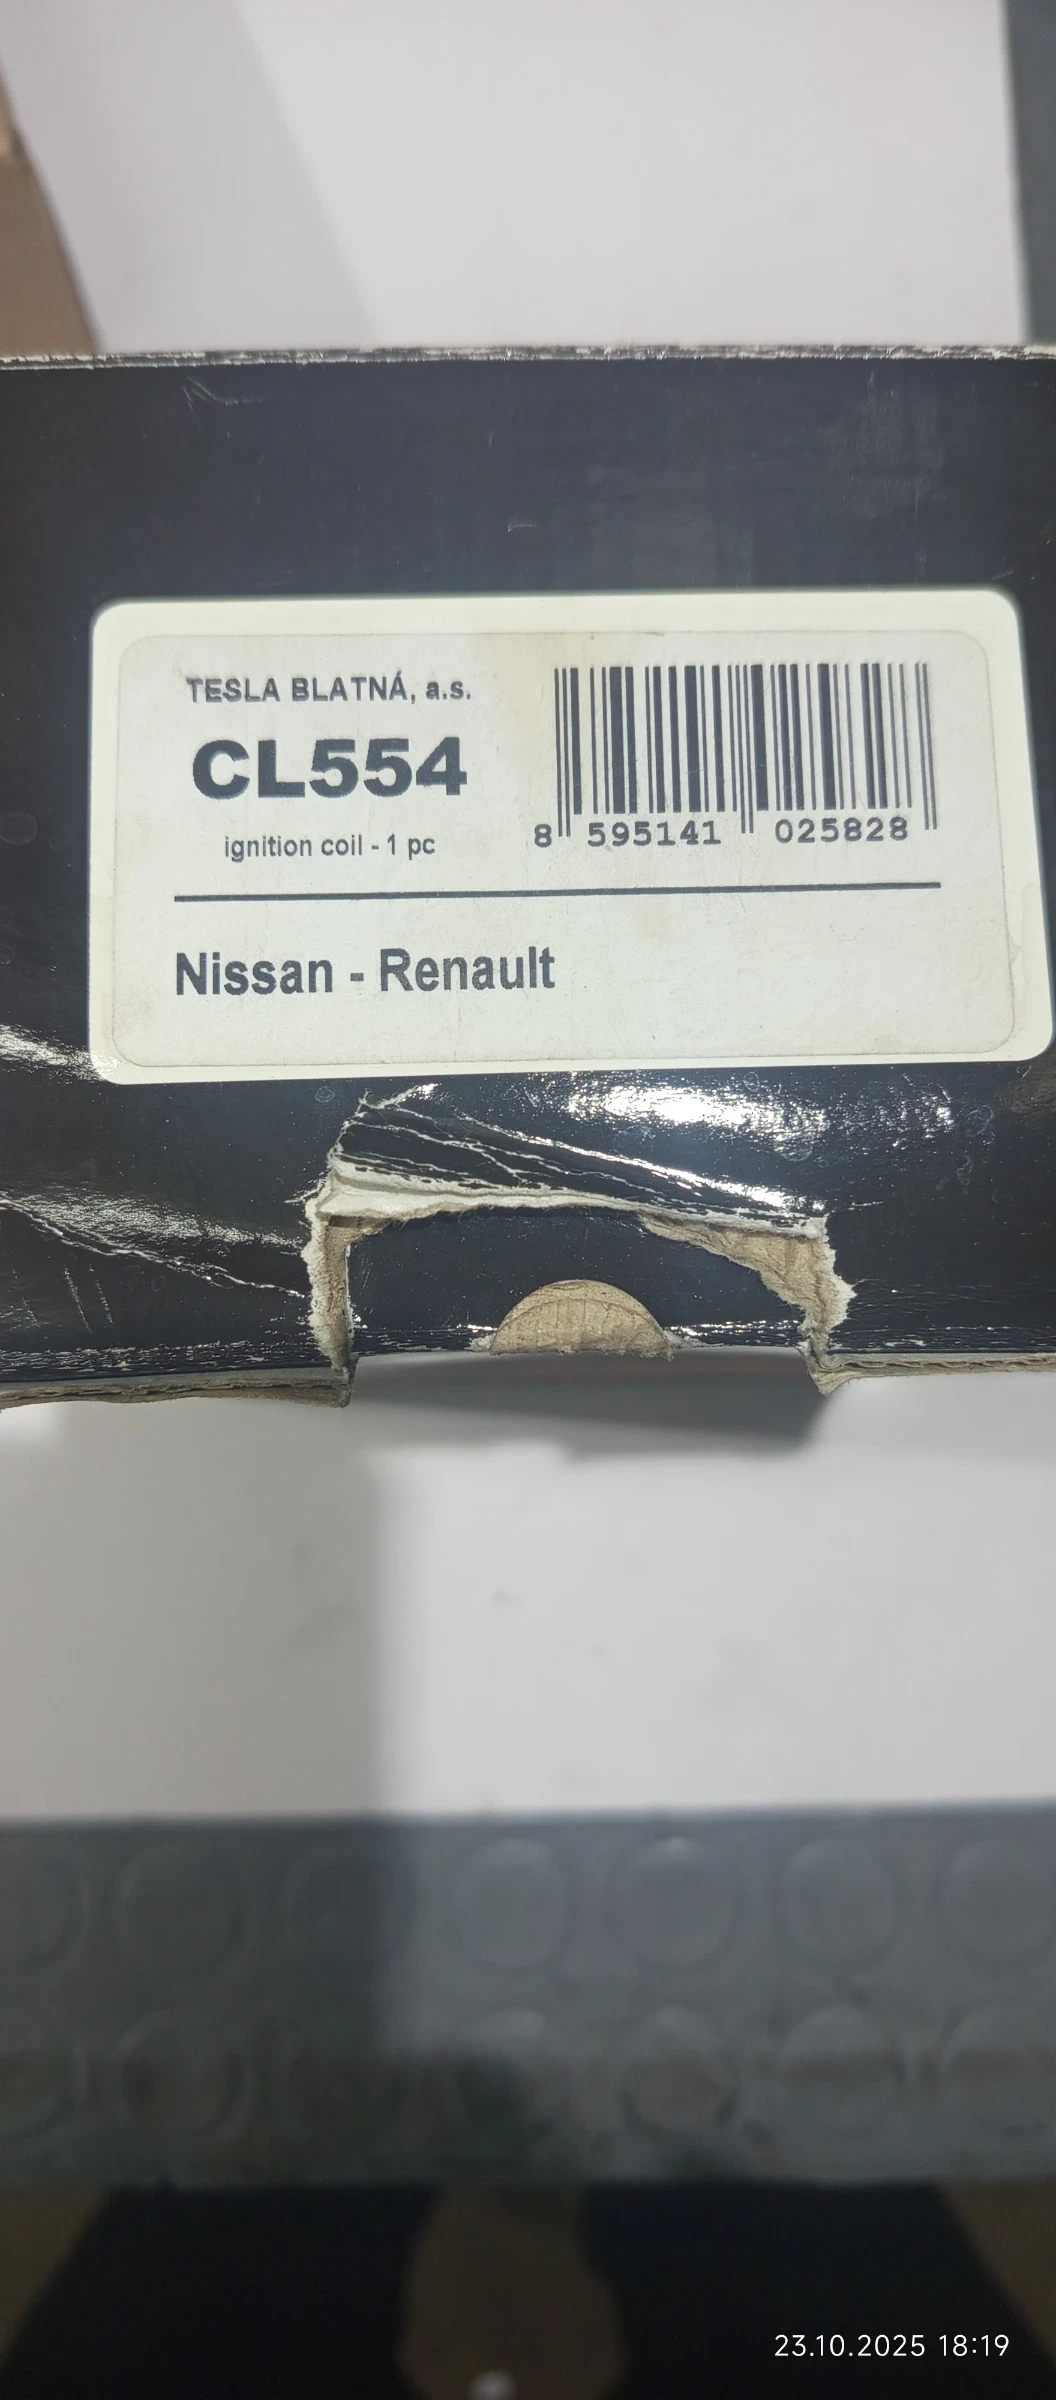 TESLA BLATNÁ, a.s.
CL554
ignition coil - 1 pc
8 595141 025828
Nissan - Renault
23.10.2025 18:19